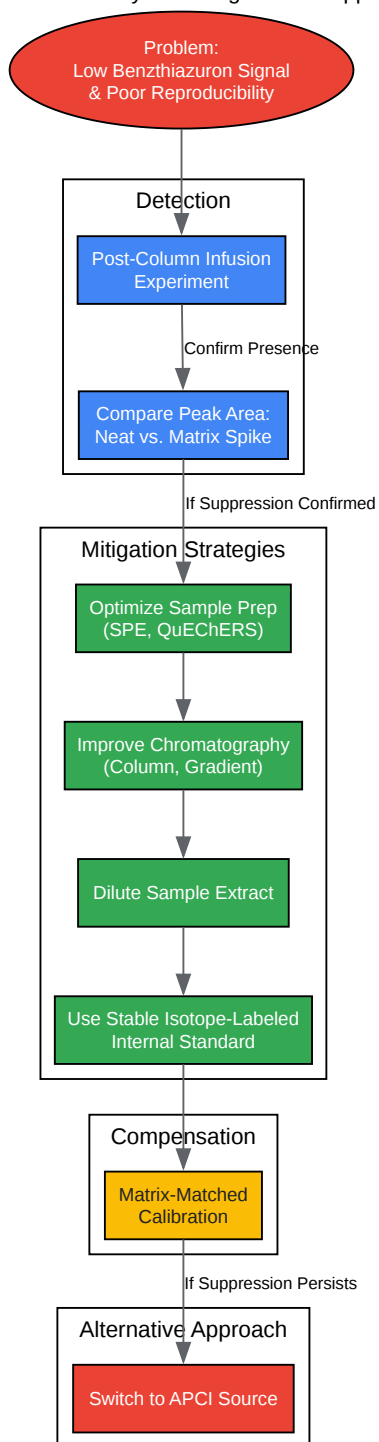 Problem:
Low Benzthiazuron Signal
& Poor Reproducibility
Detection
Post-Column Infusion
Experiment
Confirm Presence
Compare Peak Area:
Neat vs. Matrix Spike
If Suppression Confirmed
Mitigation Strategies
Optimize Sample Prep
(SPE, QuEChERS)
Improve Chromatography
(Column, Gradient)
Dilute Sample Extract
Use Stable Isotope-Labeled
Internal Standard
Compensation
Matrix-Matched
Calibration
If Suppression Persists
Alternative Approach
Switch to APCI Source